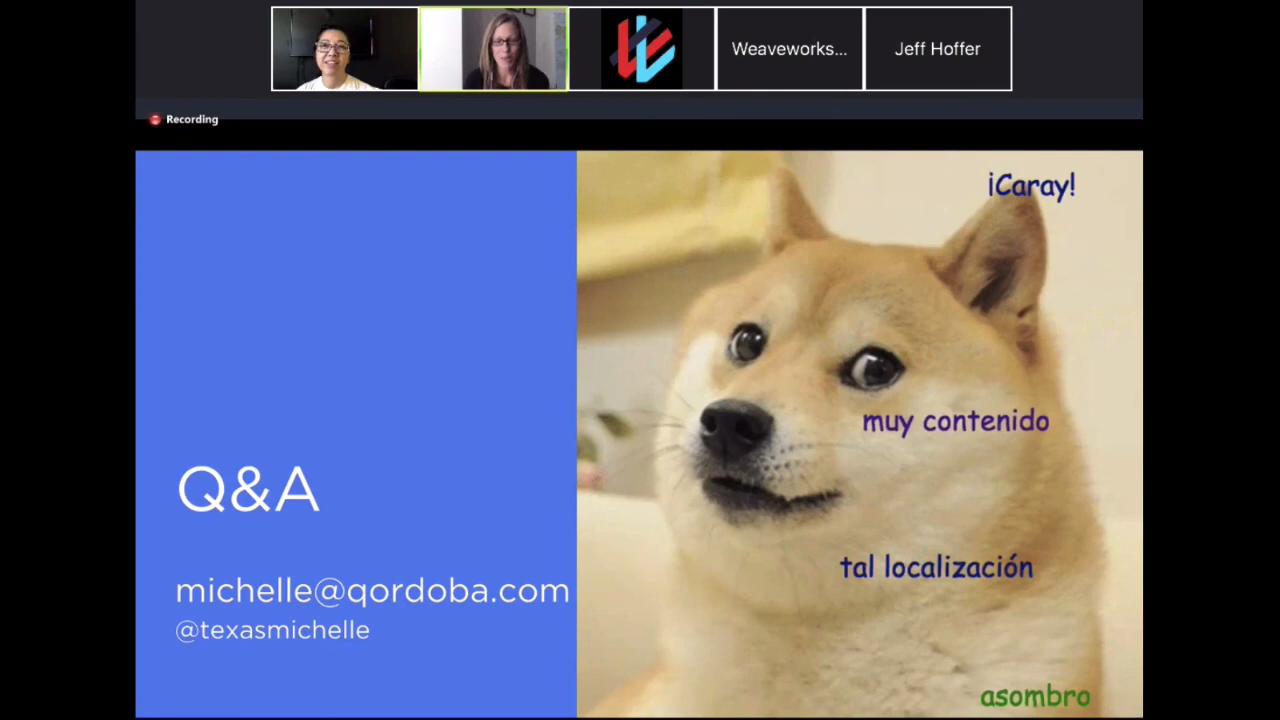 Weaveworks...
Jeff Hoffer
Recording
¡Caray!
muy contenido
Q&A
tal localización
michelle@qordoba.com
@texasmichelle
asombro